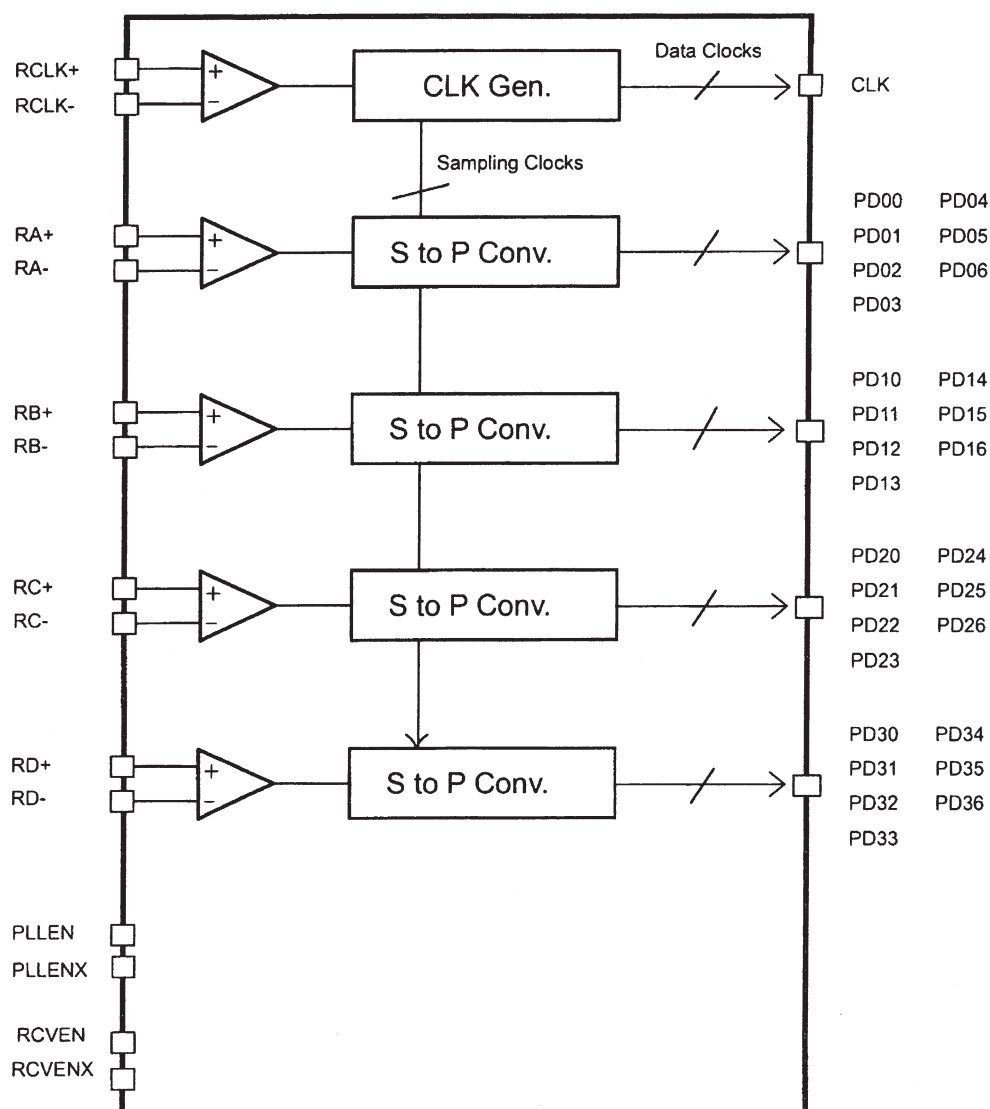 Data Clocks
RCLK+
+
CLK Gen.
CLK
RCLK-
−
Sampling Clocks
PD00 PD04
RA+
+
S to P Conv.
PD01 PD05
RA-
−
PD02 PD06
PD03
PD10 PD14
RB+
+
S to P Conv.
PD11 PD15
RB-
−
PD12 PD16
PD13
PD20 PD24
RC+
+
S to P Conv.
PD21 PD25
RC-
−
PD22 PD26
PD23
PD30 PD34
RD+
+
S to P Conv.
PD31 PD35
RD-
−
PD32 PD36
PD33
PLLEN
PLLENX
RCVEN
RCVENX